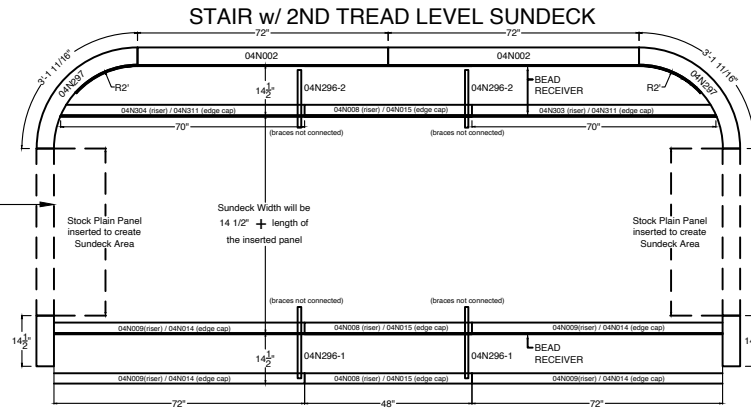 STAIR w/ 2ND TREAD LEVEL SUNDECK
72" 72"
3'-1 11/16" 04N002 04N002 3'-1 11/16"
04N297 R2' 14 1/2" 04N296-2 04N296-2 BEAD RECEIVER R2' 04N297
04N304 (riser) / 04N311 (edge cap) 04N008 (riser) / 04N015 (edge cap) 04N303 (riser) / 04N311 (edge cap)
70" 70"
(braces not connected) (braces not connected)
Stock Plain Panel
inserted to create
Sundeck Area
Sundeck Width will be
14 1/2" + length of
the inserted panel
Stock Plain Panel
inserted to create
Sundeck Area
(braces not connected) (braces not connected)
04N009(riser) / 04N014 (edge cap) 04N008 (riser) / 04N015 (edge cap) 04N009(riser) / 04N014 (edge cap)
14 1/2" 14 1/2" 04N296-1 04N296-1 BEAD RECEIVER 14
04N009(riser) / 04N014 (edge cap) 04N008 (riser) / 04N015 (edge cap) 04N009(riser) / 04N014 (edge cap)
72" 48" 72"